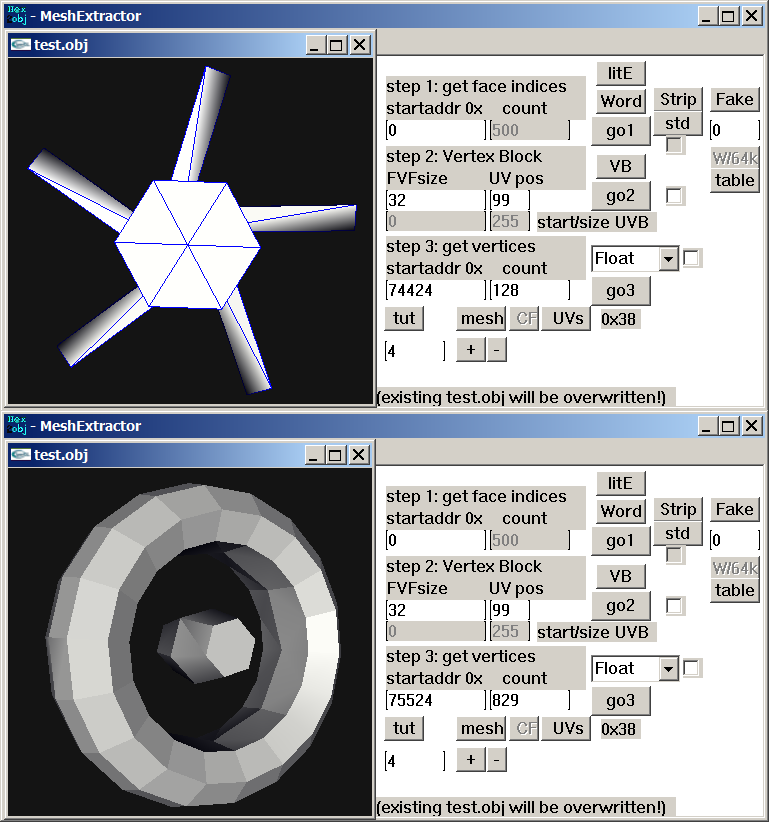 Hex
obj - MeshExtractor
test.obj
litE
step 1: get face indices
startaddr 0x count
Word
Strip
Fake
0
500
go1
std
0
step 2: Vertex Block
FVFsize UV pos
VB
W/64k
table
32
99
go2
0
255
start/size UVB
step 3: get vertices
startaddr 0x count
Float
74424
128
go3
tut
mesh
CF
UVs
0x38
4
+
-
(existing test.obj will be overwritten!)
Hex
obj - MeshExtractor
test.obj
litE
step 1: get face indices
startaddr 0x count
Word
Strip
Fake
0
500
go1
std
0
step 2: Vertex Block
FVFsize UV pos
VB
W/64k
table
32
99
go2
0
255
start/size UVB
step 3: get vertices
startaddr 0x count
Float
75524
829
go3
tut
mesh
CF
UVs
0x38
4
+
-
(existing test.obj will be overwritten!)